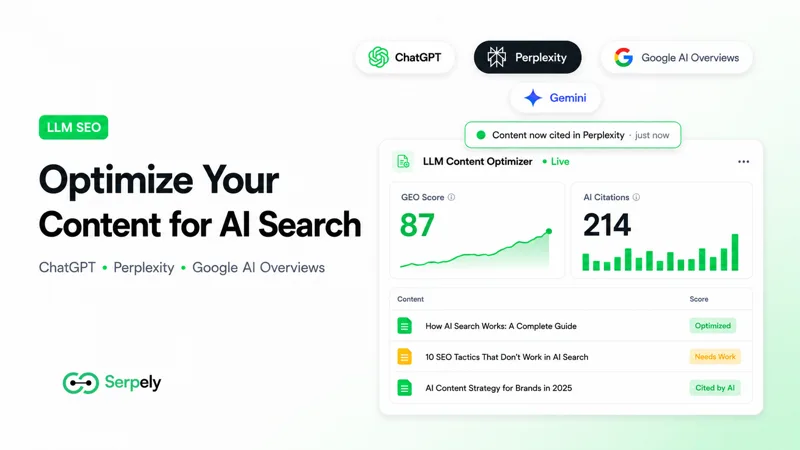 ChatGPT
Perplexity
Google AI Overviews
Gemini
LLM SEO
Optimize Your
Content for AI Search
ChatGPT • Perplexity • Google AI Overviews
Serpely
Content now cited in Perplexity · just now
LLM Content Optimizer • Live
GEO Score
87
AI Citations
214
Content Score
How AI Search Works: A Complete Guide Optimized
10 SEO Tactics That Don't Work in AI Search Needs Work
AI Content Strategy for Brands in 2025 Cited by AI